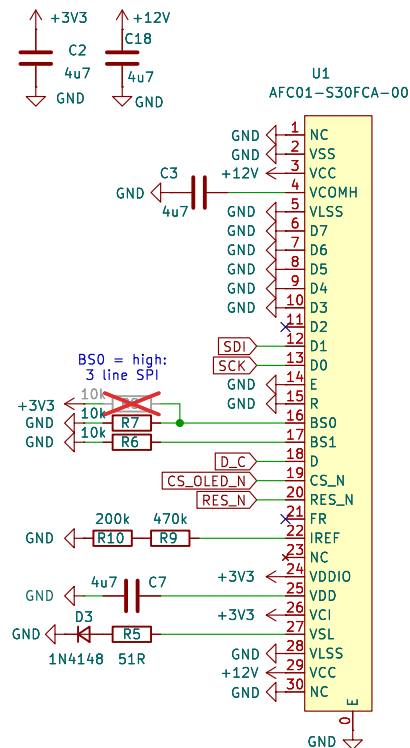 +3V3
+12V
C2
C18
4u7
4u7
GND
GND
U1
AFC01-S30FCA-00
GND 1 NC
GND 2 VSS
+12V 3 VCC
C3
GND
4u7
4 VCOMH
GND 5 VLSS
GND 6 D7
GND 7 D6
GND 8 D5
GND 9 D4
GND 10 D3
11 D2
SDI 12 D1
SCK 13 D0
GND 14 E
GND 15 R
BS0 = high:
3 line SPI
10k
+3V3
10k
GND R7 16 BS0
10k
GND R6 17 BS1
D_C 18 D
CS_OLED_N 19 CS_N
RES_N 20 RES_N
21 FR
200k 470k
GND R10 R9 22 IREF
23 NC
+3V3 24 VDDIO
4u7 C7
GND 25 VDD
+3V3 26 VCI
D3
GND R5 27 VSL
1N4148 51R
GND 28 VLSS
+12V 29 VCC
GND 30 NC
E
0
GND